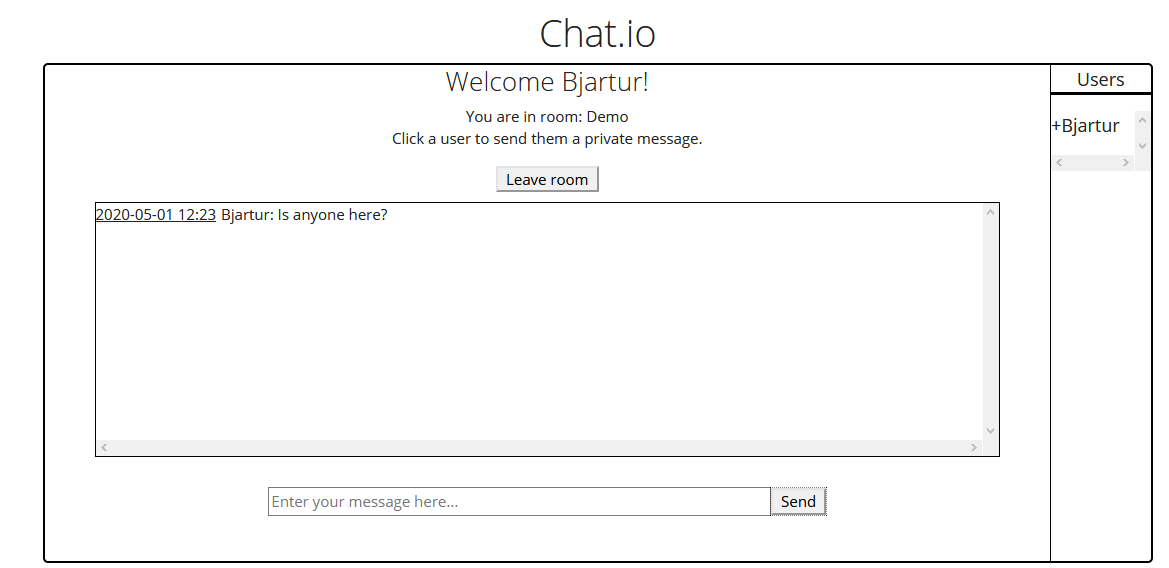 Chat.io
Welcome Bjartur!
You are in room: Demo
Click a user to send them a private message.
Leave room
2020-05-01 12:23 Bjartur: Is anyone here?
Enter your message here...
Send
Users
+Bjartur